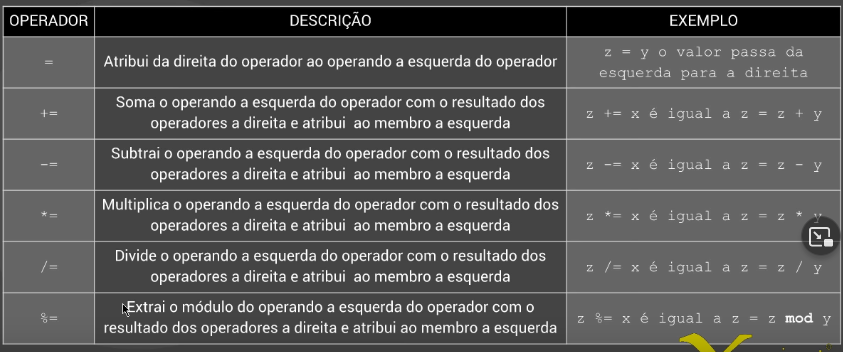 OPERADOR DESCRIÇÃO EXEMPLO
= Atribui da direita do operador ao operando a esquerda do operador z = y o valor passa da
esquerda para a direita
+= Soma o operando a esquerda do operador com o resultado dos
operadores a direita e atribui ao membro a esquerda
z += x é igual a z = z + y
-= Subtrai o operando a esquerda do operador com o resultado dos
operadores a direita e atribui ao membro a esquerda
z -= x é igual a z = z - y
*= Multiplica o operando a esquerda do operador com o resultado dos
operadores a direita e atribui ao membro a esquerda
z *= x é igual a z = z * y
/= Divide o operando a esquerda do operador com o resultado dos
operadores a direita e atribui ao membro a esquerda
z /= x é igual a z = z / y
%= Extrai o módulo do operando a esquerda do operador com o
resultado dos operadores a direita e atribui ao membro a esquerda
z %= x é igual a z = z mod y